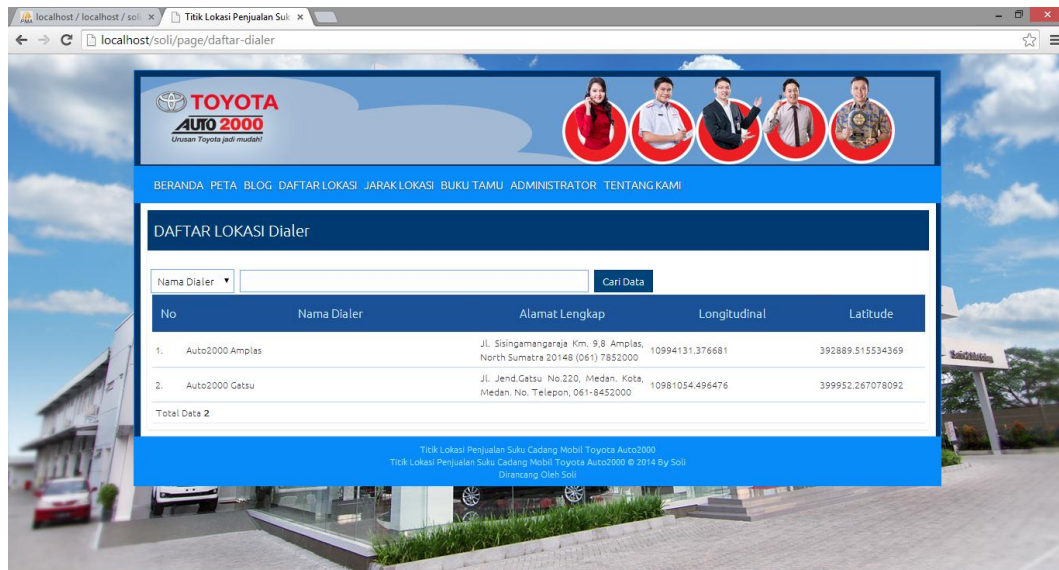 localhost / localhost / soli
Titik Lokasi Penjualan Suk
localhost/soli/page/daftar-dialer
TOYOTA
AUTO 2000
Urusan Toyota jadi mudah!
BERANDA PETA BLOG DAFTAR LOKASI JARAK LOKASI BUKU TAMU ADMINISTRATOR TENTANG KAMI
DAFTAR LOKASI Dialer
Nama Dialer Cari Data
No Nama Dialer Alamat Lengkap Longitudinal Latitude
1. Auto2000 Amplas Jl. Sisingamangaraja Km. 9,8 Amplas, North Sumatra 20148 (061) 7852000 10994131.376681 392889.515534369
2. Auto2000 Gatsu Jl. Jend.Gatsu No.220, Medan. Kota, Medan. No. Telepon, 061-8452000 10981054.496476 399952.267078092
Total Data 2
Titik Lokasi Penjualan Suku Cadang Mobil Toyota Auto2000
Titik Lokasi Penjualan Suku Cadang Mobil Toyota Auto2000 © 2014 By Soli
Dirancang Oleh Soli